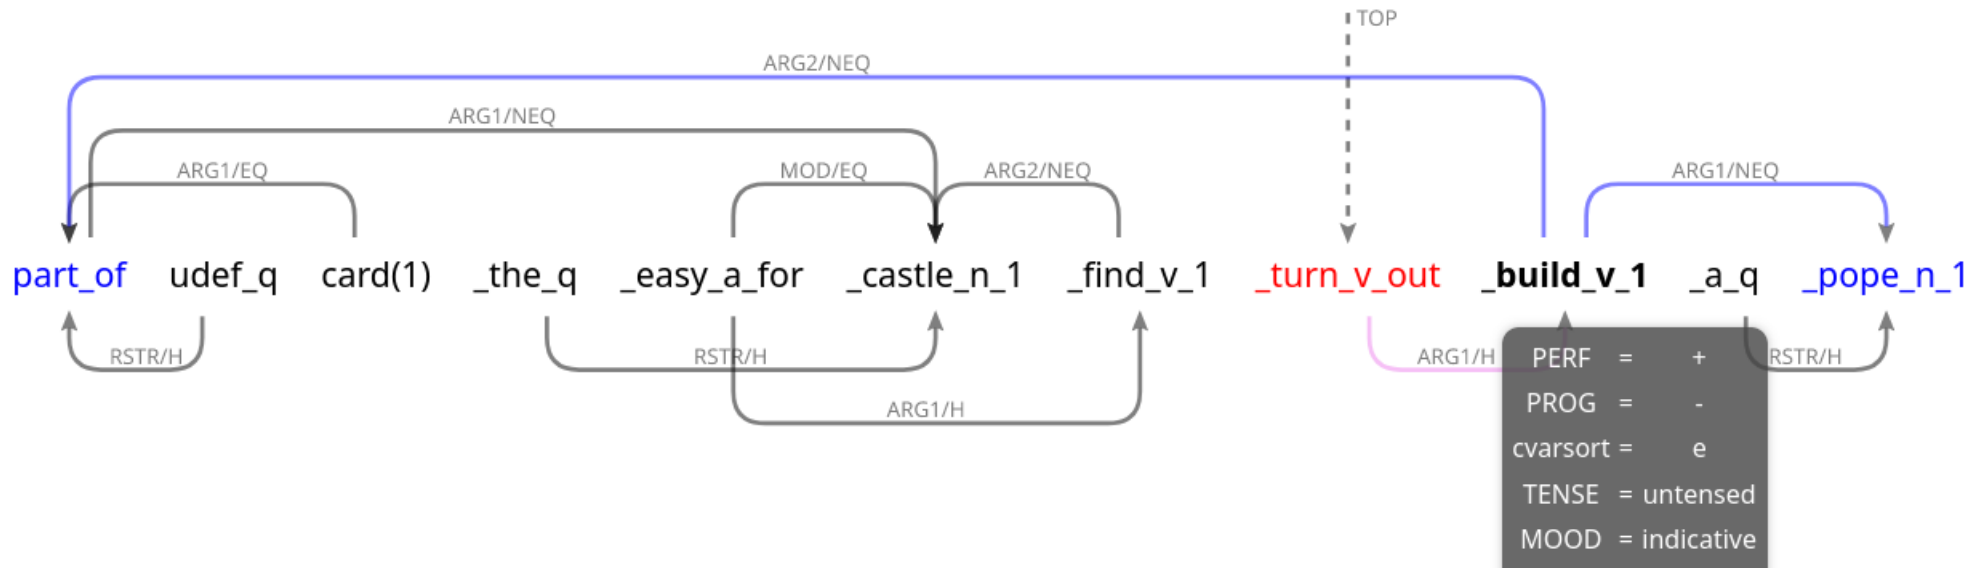 TOP
ARG2/NEQ
ARG1/NEQ
ARG1/EQ MOD/EQ ARG2/NEQ ARG1/NEQ
part_of udef_q card(1) _the_q _easy_a_for _castle_n_1 _find_v_1 _turn_v_out _build_v_1 _a_q _pope_n_1
RSTR/H RSTR/H ARG1/H RSTR/H
ARG1/H
PERF = +
PROG = -
cvarsort = e
TENSE = untensed
MOOD = indicative